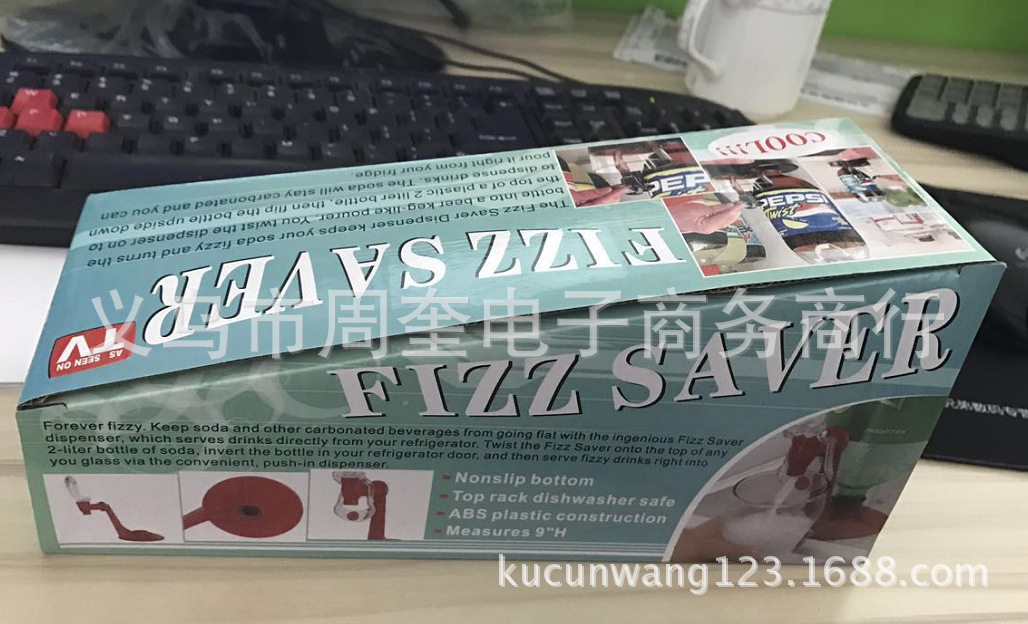 COOL!!!
PEPSI
Twist
The Fizz Saver Dispenser keeps your soda fizzy and turns the
bottle into a beer keg-like pourer. You twist the dispenser on to
the top of a plastic 2 liter bottle, then flip the bottle upside down
to dispense drinks. The soda will stay carbonated and you can
pour it right from your fridge.
FIZZ SAVER
AS SEEN ON
TV
义乌市周奎电子商务商行
FIZZ SAVER
Forever fizzy. Keep soda and other carbonated beverages from going flat with the ingenious Fizz Saver
dispenser, which serves drinks directly from your refrigerator. Twist the Fizz Saver onto the top of any
2-liter bottle of soda, invert the bottle in your refrigerator door, and then serve fizzy drinks right into
you glass via the convenient, push-in dispenser.
Nonslip bottom
Top rack dishwasher safe
ABS plastic construction
Measures 9"H
kucunwang123.1688.com